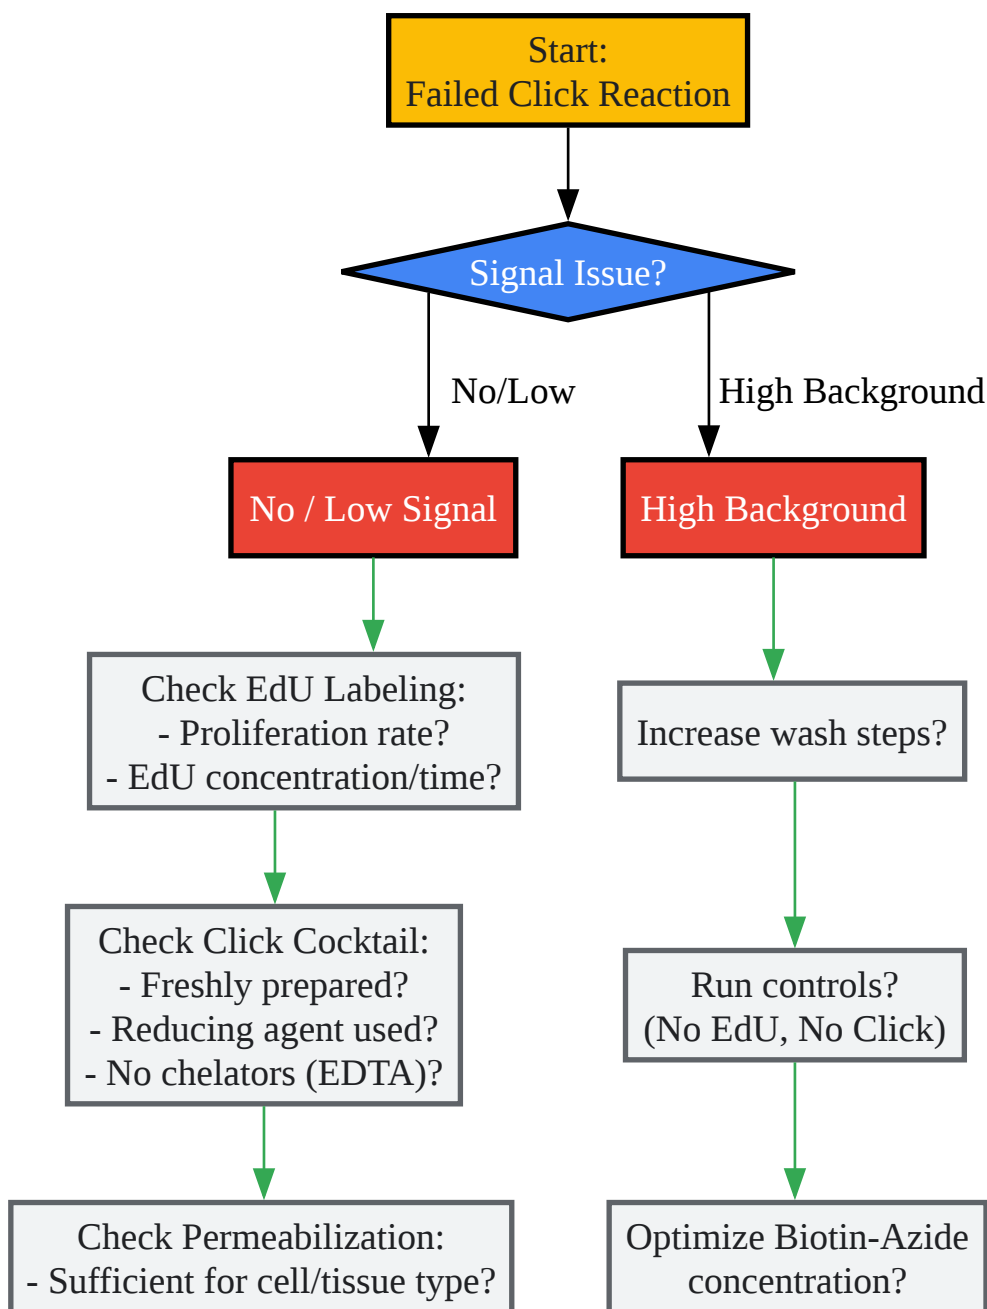 Start:
Failed Click Reaction
Signal Issue?
No/Low
High Background
No / Low Signal
High Background
Check EdU Labeling:
- Proliferation rate?
- EdU concentration/time?
Increase wash steps?
Check Click Cocktail:
- Freshly prepared?
- Reducing agent used?
- No chelators (EDTA)?
Run controls?
(No EdU, No Click)
Check Permeabilization:
- Sufficient for cell/tissue type?
Optimize Biotin-Azide
concentration?